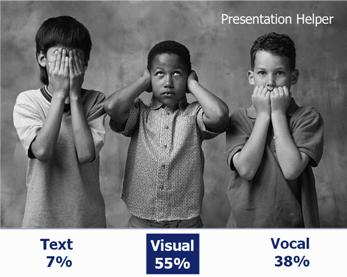 Presentation Helper
Text
7%
Visual
55%
Vocal
38%